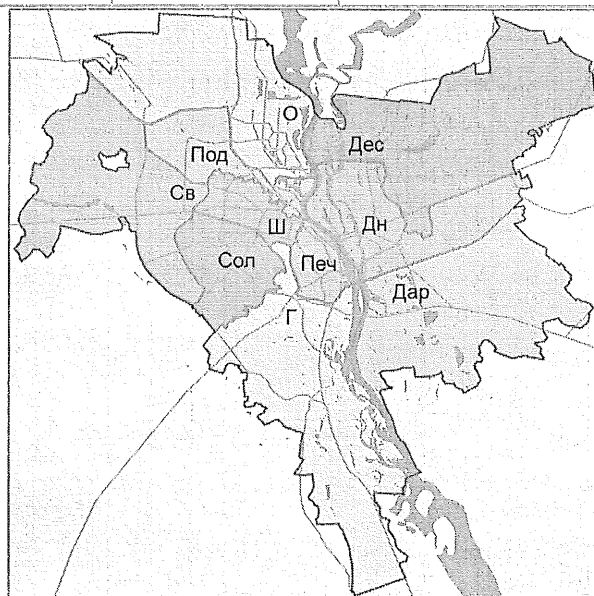 О
Дес
Под
Св
Ш
Дн
Сол
Печ
Дар
Г